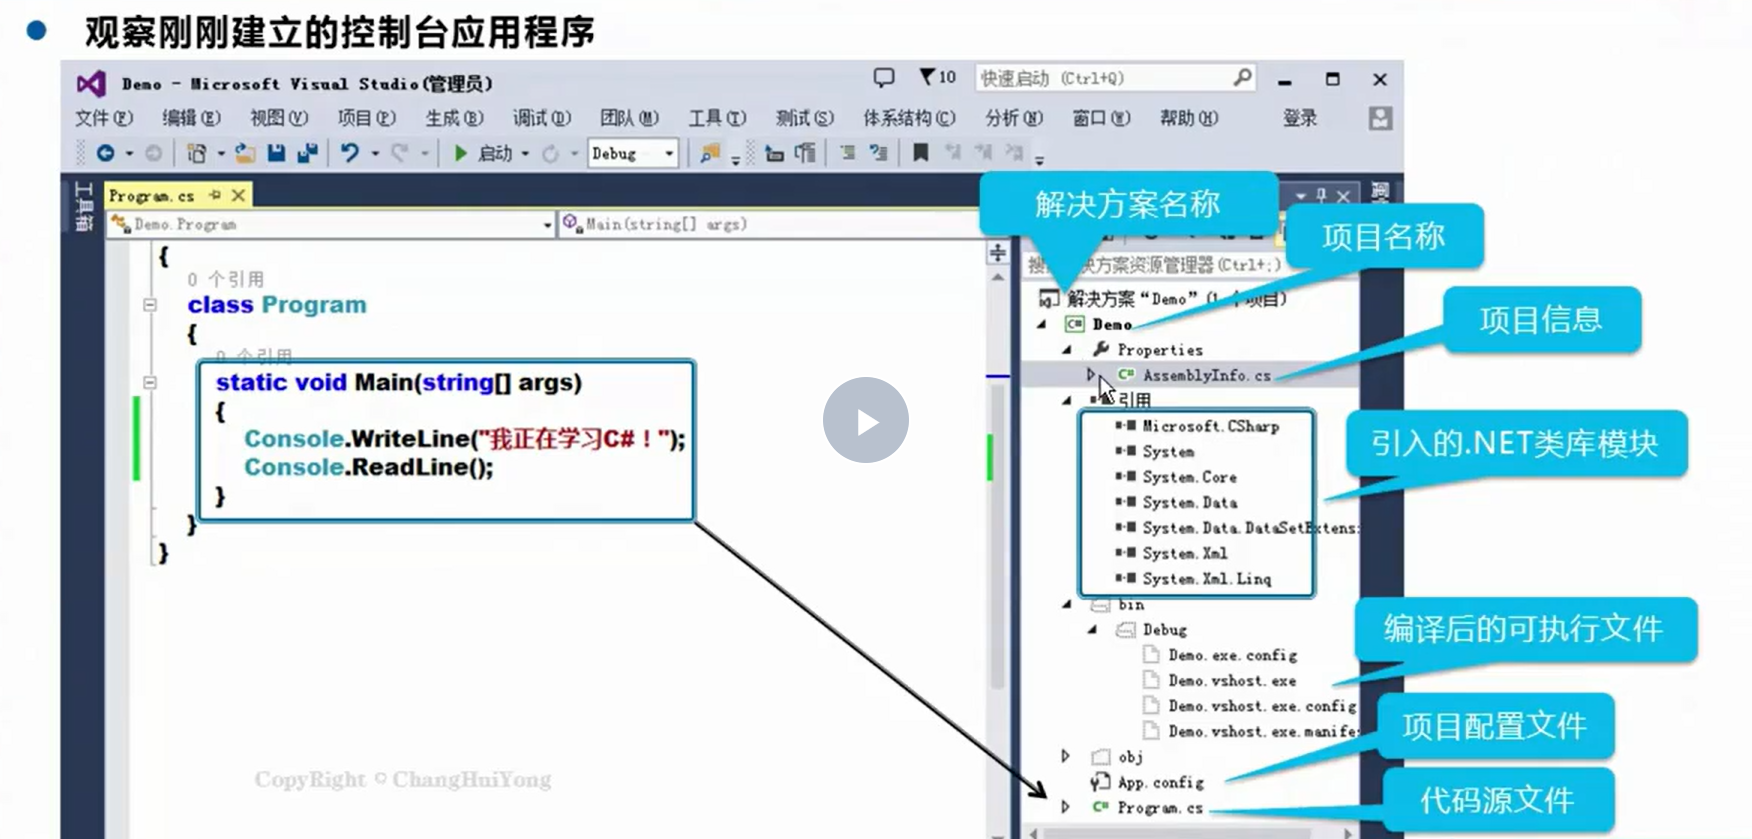 观察刚刚建立的控制台应用程序
Demo - Microsoft Visual Studio(管理员)
10
快速启动 (Ctrl+Q)
文件(F) 编辑(E) 视图(V) 项目(P) 生成(B) 调试(D) 团队(M) 工具(T) 测试(S) 体系结构(C) 分析(N) 窗口(W) 帮助(H) 登录
启动 Debug
工具箱
Program.cs
Demo.Program
Main(string[] args)
{
0 个引用
class Program
{
0 个引用
static void Main(string[] args)
{
Console.WriteLine("我正在学习C#！");
Console.ReadLine();
}
}
}
CopyRight © ChangHuiYong
解决方案名称
项目名称
方案资源管理器(Ctrl+;)
解决方案“Demo”(1 个项目)
Demo
Properties
项目信息
AssemblyInfo.cs
引用
Microsoft.CSharp
System
System.Core
System.Data
System.Data.DataSetExtensi
System.Xml
System.Xml.Linq
引入的.NET类库模块
bin
Debug
Demo.exe.config
Demo.vshost.exe
Demo.vshost.exe.config
Demo.vshost.exe.manife
编译后的可执行文件
obj
App.config
项目配置文件
Program.cs
代码源文件